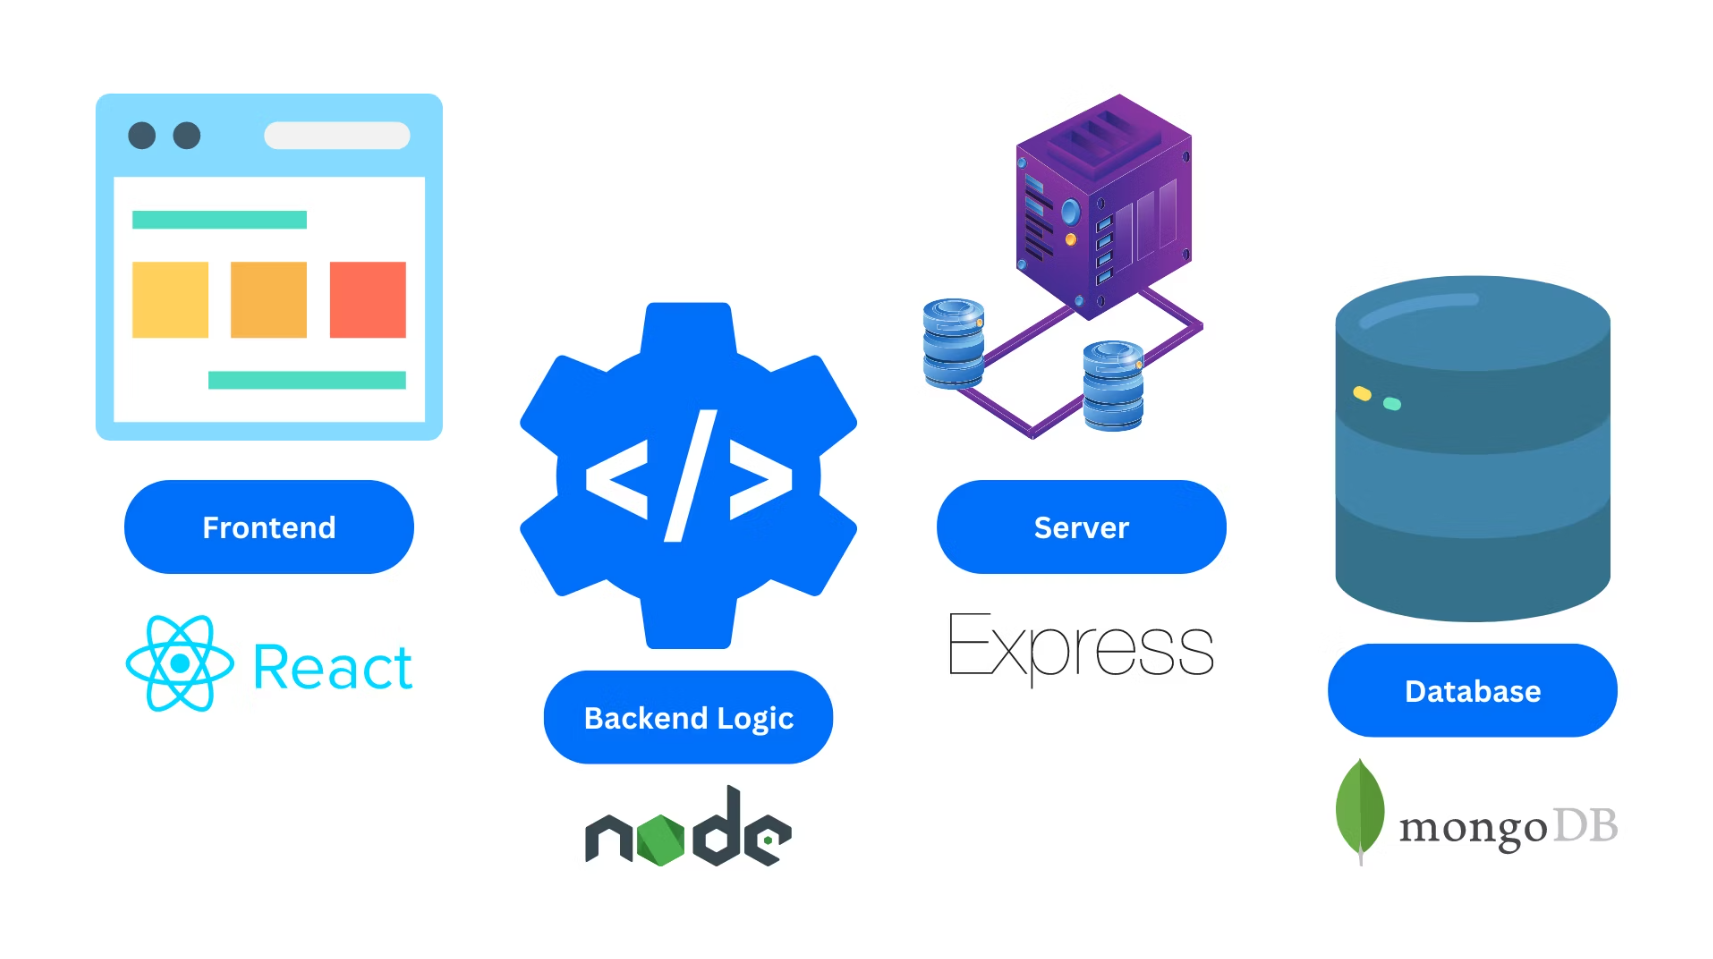 Frontend
React
</>
Backend Logic
node
Server
Express
Database
mongoDB